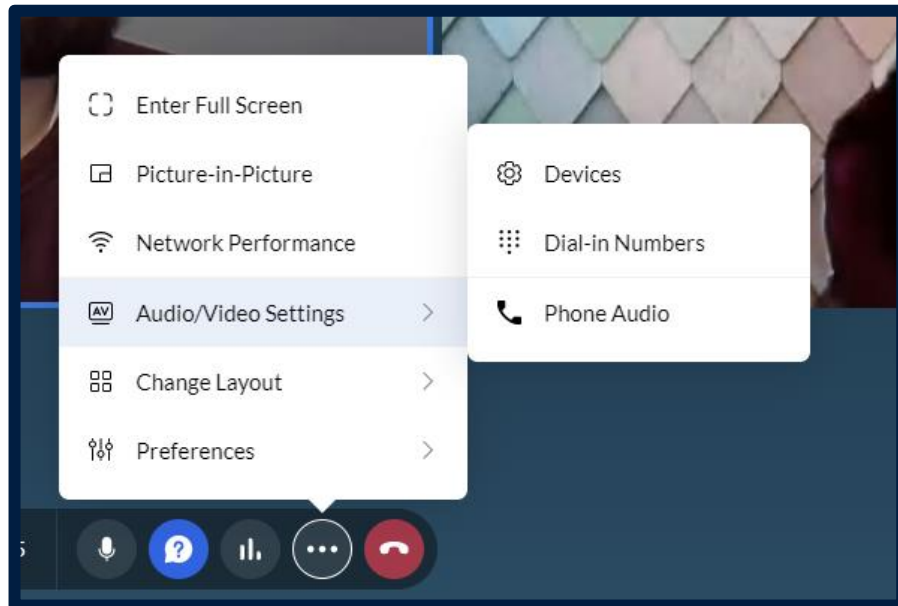 Enter Full Screen
Picture-in-Picture
Network Performance
AV Audio/Video Settings
Change Layout
Preferences
Devices
Dial-in Numbers
Phone Audio
?